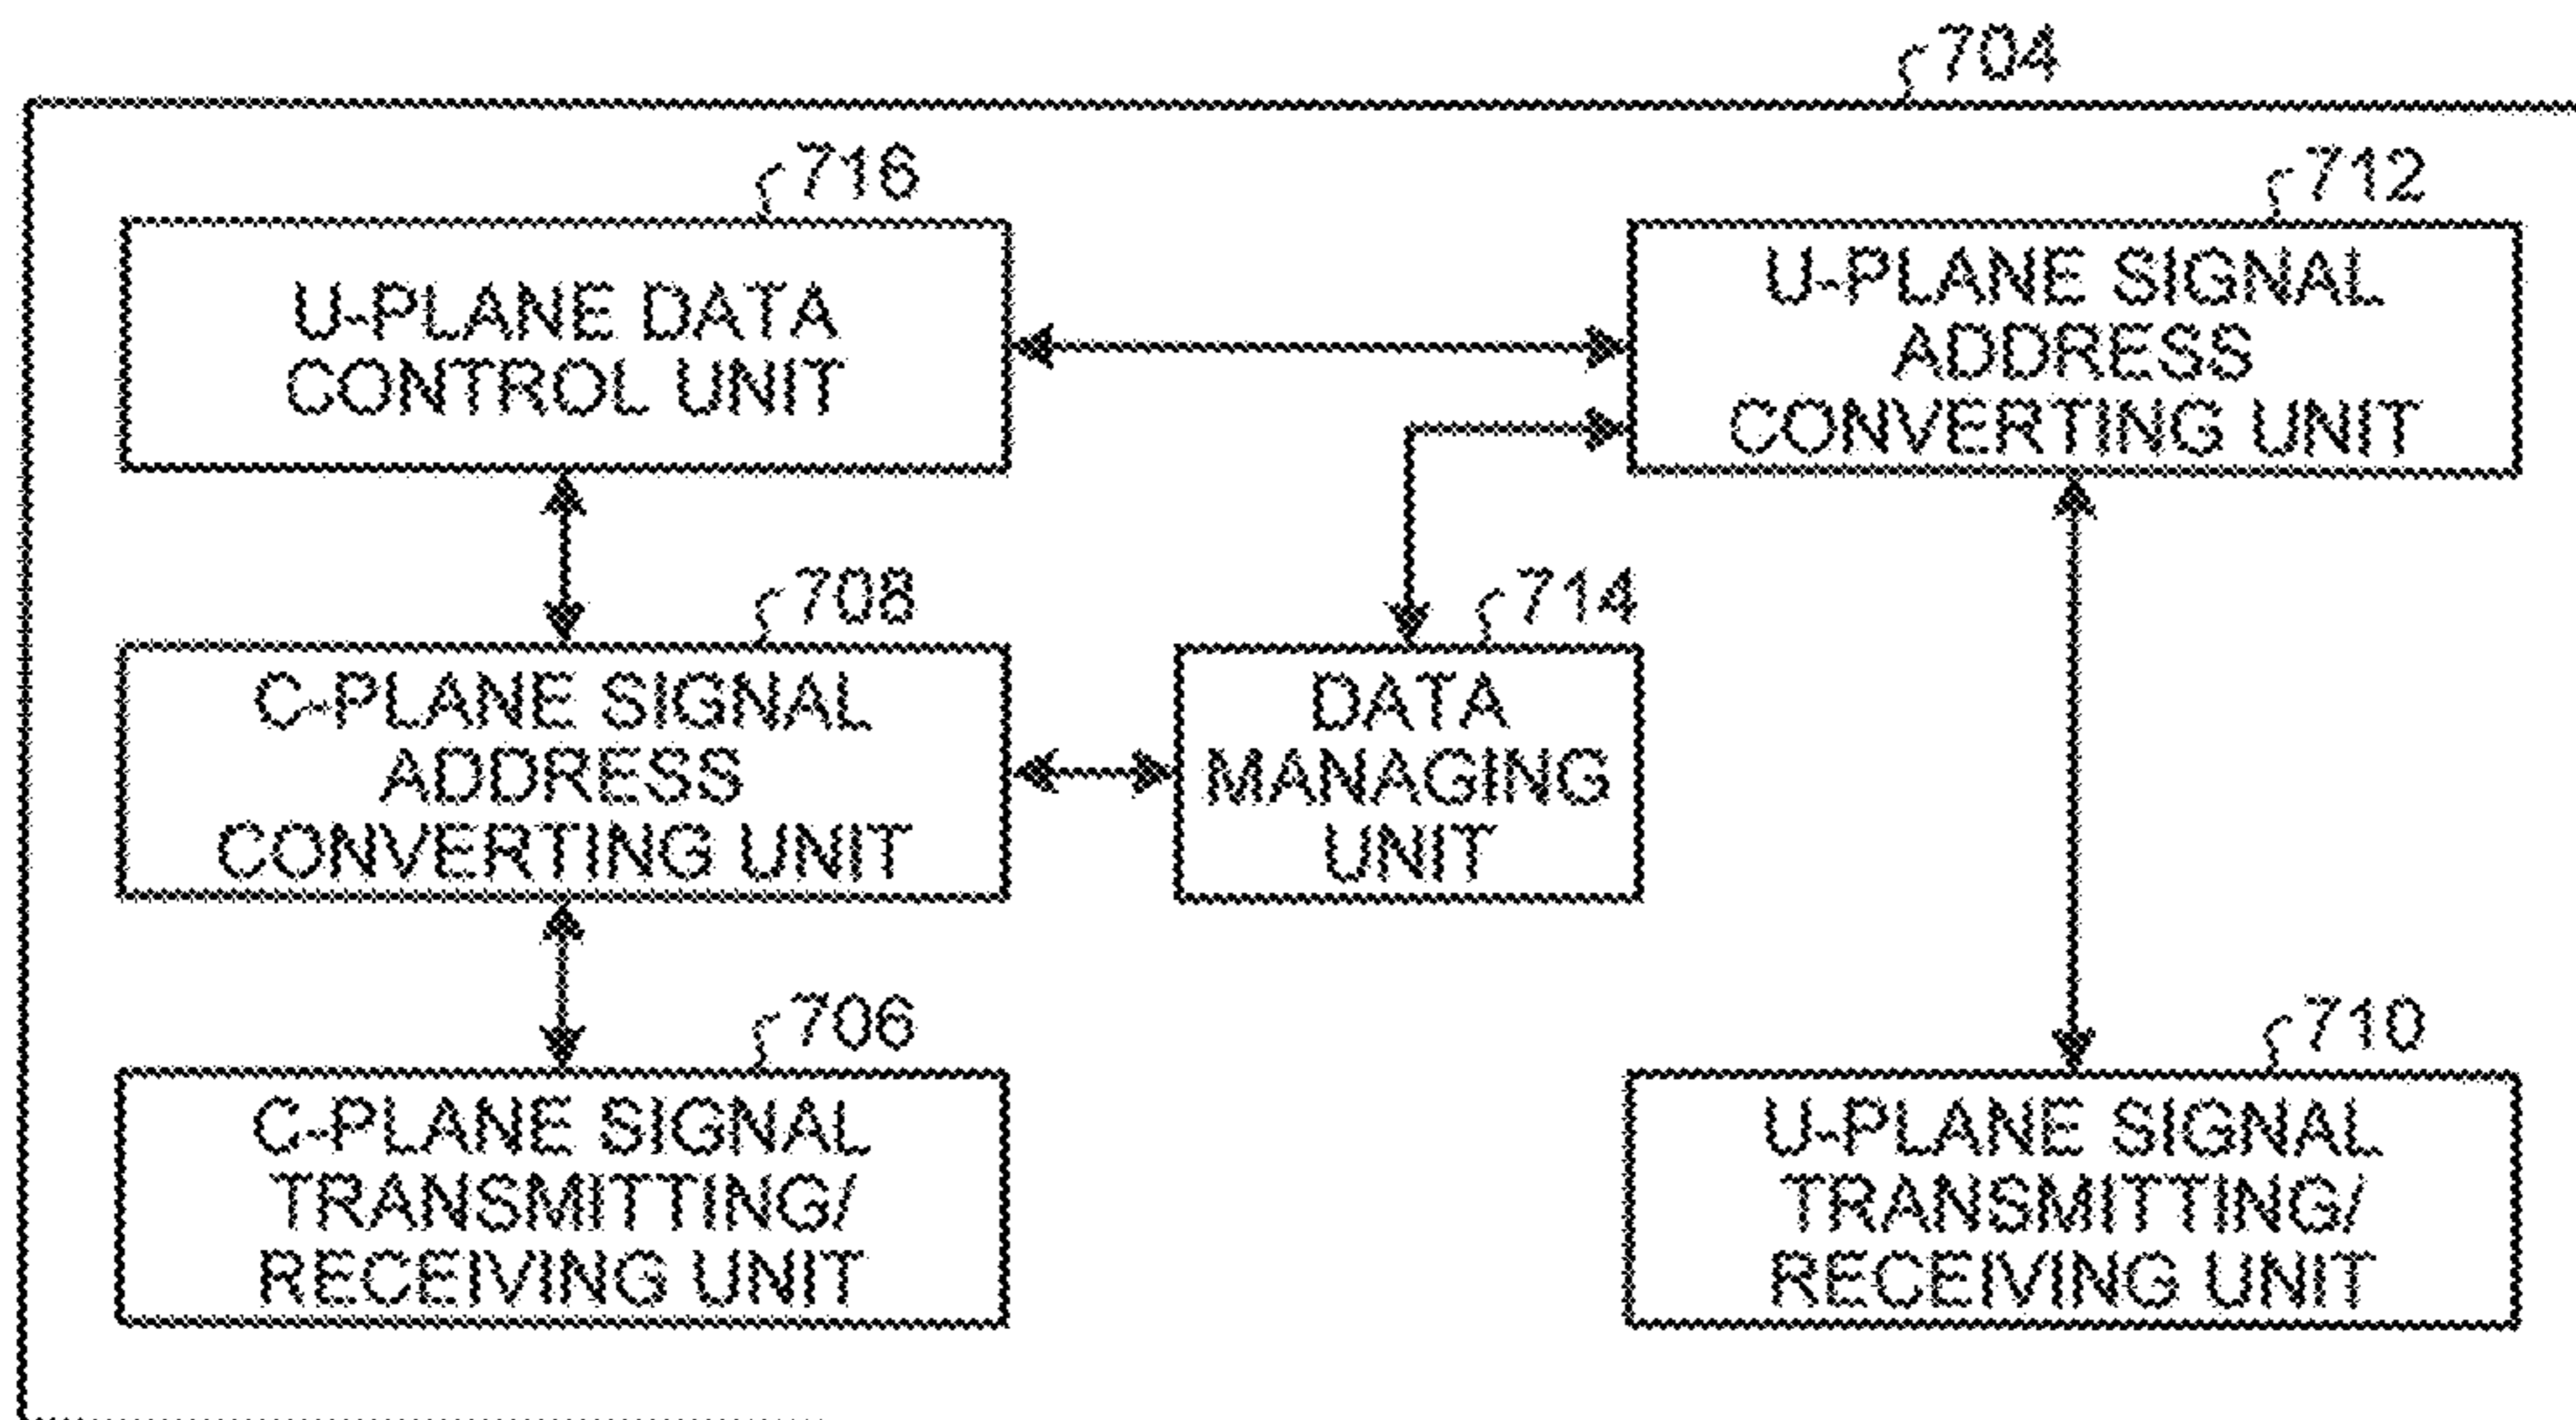 704
716
U-PLANE DATA
CONTROL UNIT
712
U-PLANE SIGNAL
ADDRESS
CONVERTING UNIT
708
C-PLANE SIGNAL
ADDRESS
CONVERTING UNIT
714
DATA
MANAGING
UNIT
706
C-PLANE SIGNAL
TRANSMITTING/
RECEIVING UNIT
710
U-PLANE SIGNAL
TRANSMITTING/
RECEIVING UNIT